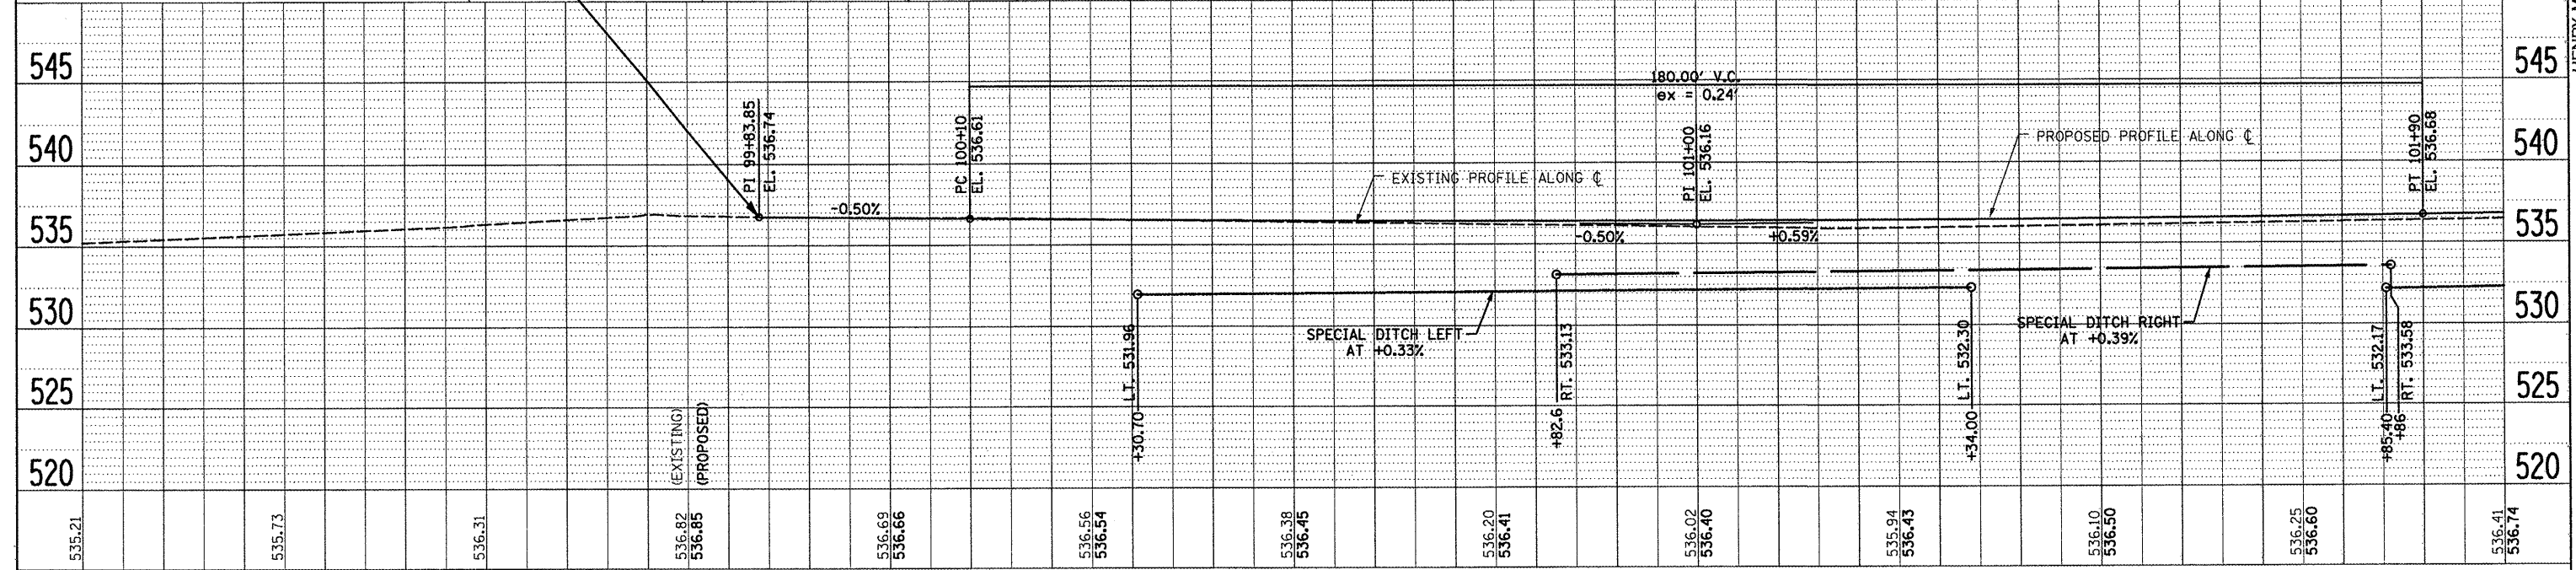 545
545
180.00' V.C.
ex = 0.24'
PI 99+83.85
EL. 536.74
PC 100+10
EL. 536.61
PI 101+00
EL. 536.16
PT 101+90
EL. 536.68
540
540
PROPOSED PROFILE ALONG ℄
EXISTING PROFILE ALONG ℄
-0.50%
535
535
-0.50%
+0.59%
530
530
SPECIAL DITCH LEFT
AT +0.33%
SPECIAL DITCH RIGHT
AT +0.39%
+30.70 LT. 531.96
+82.6 RT. 533.13
+34.00 LT. 532.30
+85.40 LT. 532.17
+86 RT. 533.58
525
525
520
520
(EXISTING)
(PROPOSED)
535.21
535.73
536.31
536.82
536.85
536.69
536.66
536.56
536.54
536.38
536.45
536.20
536.41
536.02
536.40
535.94
536.43
536.10
536.50
536.25
536.60
536.41
536.74